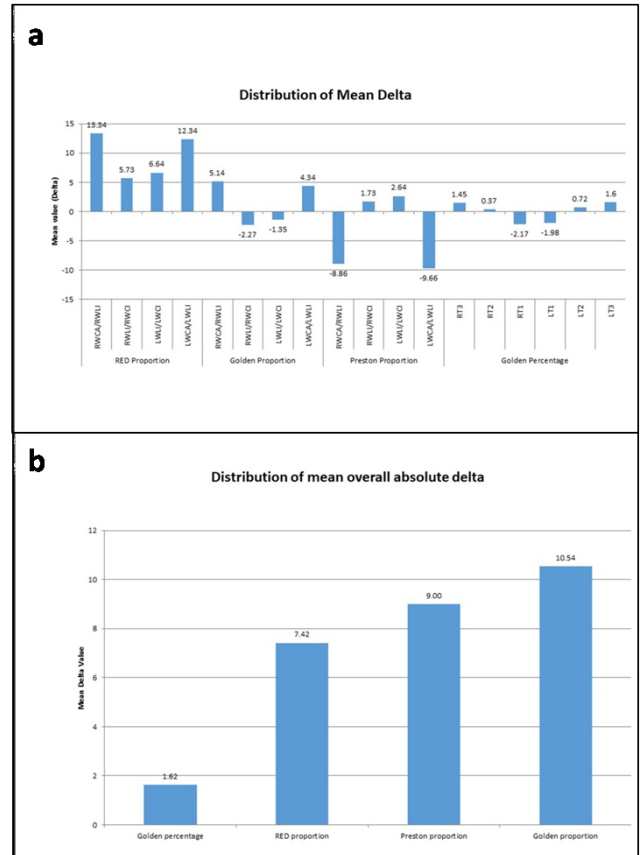 a
Distribution of Mean Delta
Mean value (Delta)
15
10
5
0
-5
-10
-15
13.34
5.73
6.64
12.34
5.14
-2.27
-1.35
4.34
-8.86
1.73
2.64
-9.66
1.45
0.37
-2.17
-1.98
0.72
1.6
RWCA/RWLI
RWLI/RWCI
LWLI/LWCI
LWCA/LWLI
RWCA/RWLI
RWLI/RWCI
LWLI/LWCI
LWCA/LWLI
RWCA/RWLI
RWLI/RWCI
LWLI/LWCI
LWCA/LWLI
RT3
RT2
RT1
LT1
LT2
LT3
RED Proportion
Golden Proportion
Preston Proportion
Golden Percentage
b
Distribution of mean overall absolute delta
Mean Delta Value
12
10
8
6
4
2
0
1.62
7.42
9.00
10.54
Golden percentage
RED proportion
Preston proportion
Golden proportion